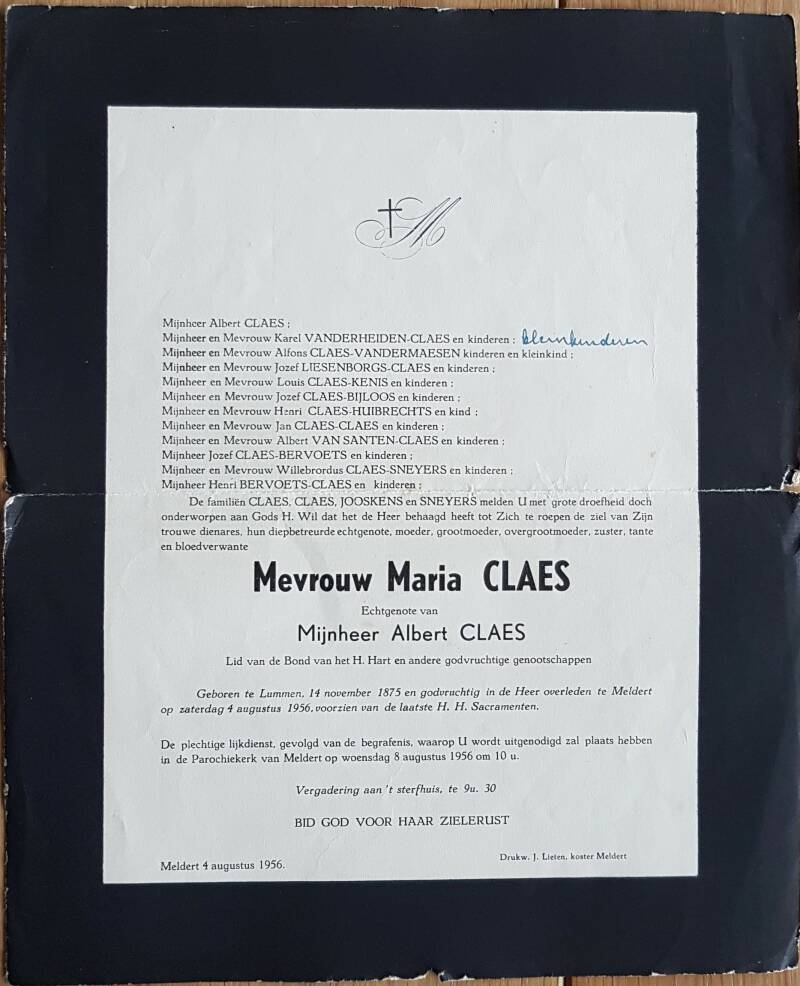 M
Mijnheer Albert CLAES ;
Mijnheer en Mevrouw Karel VANDERHEIDEN-CLAES en kinderen ; kleinkinderen
Mijnheer en Mevrouw Alfons CLAES-VANDERMAESEN kinderen en kleinkind ;
Mijnheer en Mevrouw Jozef LIESENBORGS-CLAES en kinderen ;
Mijnheer en Mevrouw Louis CLAES-KENIS en kinderen ;
Mijnheer en Mevrouw Jozef CLAES-BIJLOOS en kinderen ;
Mijnheer en Mevrouw Henri CLAES-HUIBRECHTS en kind ;
Mijnheer en Mevrouw Jan CLAES-CLAES en kinderen ;
Mijnheer en Mevrouw Albert VAN SANTEN-CLAES en kinderen ;
Mijnheer Jozef CLAES-BERVOETS en kinderen ;
Mijnheer en Mevrouw Willebrordus CLAES-SNEYERS en kinderen ;
Mijnheer Henri BERVOETS-CLAES en kinderen ;
De familiën CLAES, CLAES, JOOSKENS en SNEYERS melden U met grote droefheid doch
onderworpen aan Gods H. Wil dat het de Heer behaagd heeft tot Zich te roepen de ziel van Zijn
trouwe dienares, hun diepbetreurde echtgenote, moeder, grootmoeder, overgrootmoeder, zuster, tante
en bloedverwante
Mevrouw Maria CLAES
Echtgenote van
Mijnheer Albert CLAES
Lid van de Bond van het H. Hart en andere godvruchtige genootschappen
Geboren te Lummen, 14 november 1875 en godvruchtig in de Heer overleden te Meldert
op zaterdag 4 augustus 1956, voorzien van de laatste H. H. Sacramenten.
De plechtige lijkdienst, gevolgd van de begrafenis, waarop U wordt uitgenodigd zal plaats hebben
in de Parochiekerk van Meldert op woensdag 8 augustus 1956 om 10 u.
Vergadering aan 't sterfhuis, te 9u. 30
BID GOD VOOR HAAR ZIELERUST
Drukw. J. Lieten, koster Meldert
Meldert 4 augustus 1956.